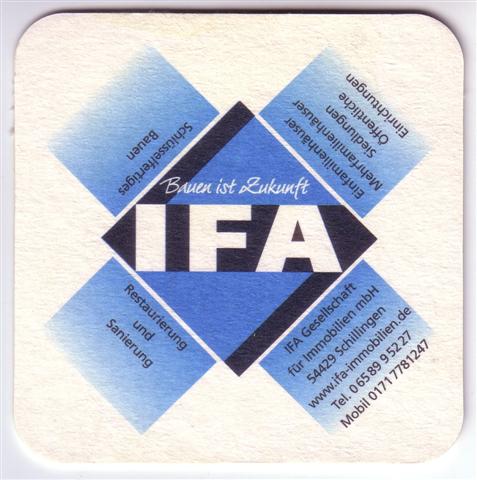 Schlüsselfertiges
Bauen
Einfamilienhäuser
Mehrfamilienhäuser
Siedlungen
Öffentliche
Einrichtungen
Bauen ist Zukunft
IFA
Restaurierung
und
Sanierung
IFA Gesellschaft
für Immobilien mbH
54429 Schillingen
www.ifa-immobilien.de
Tel. 0 65 89 9 52 27
Mobil 0171 7781247